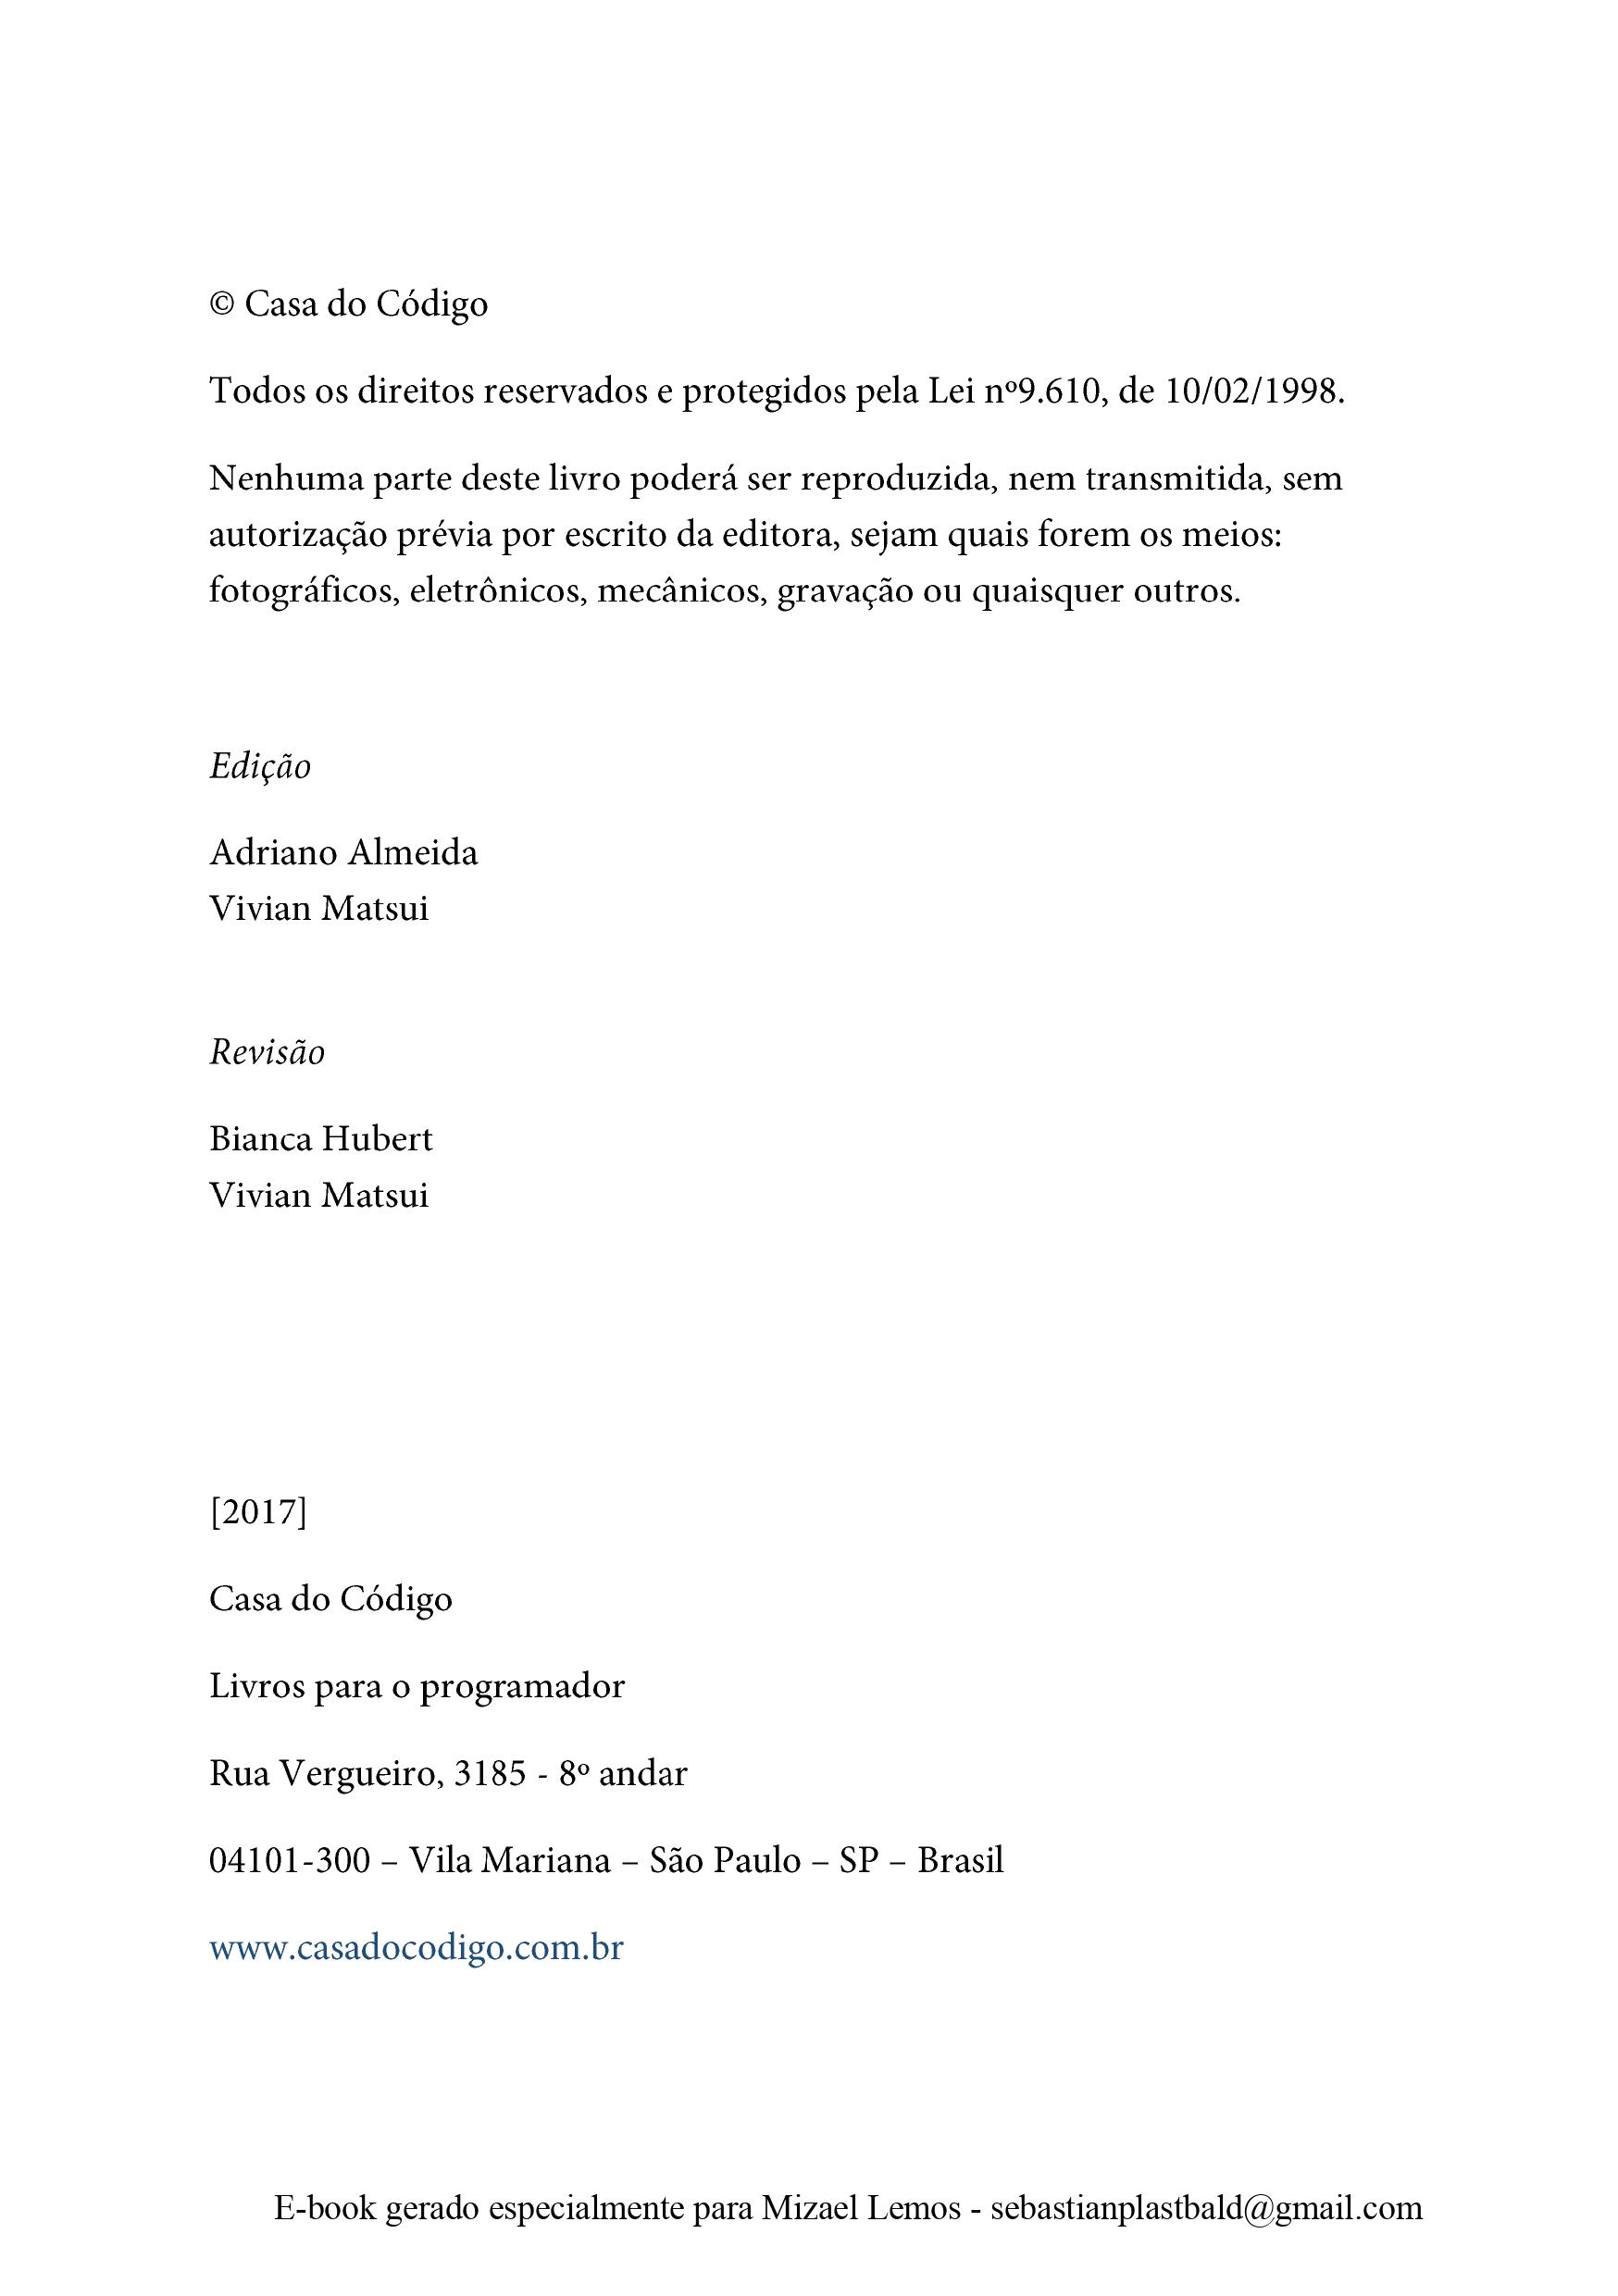 © Casa do Código
Todos os direitos reservados e protegidos pela Lei nº9.610, de 10/02/1998.
Nenhuma parte deste livro poderá ser reproduzida, nem transmitida, sem
autorização prévia por escrito da editora, sejam quais forem os meios:
fotográficos, eletrônicos, mecânicos, gravação ou quaisquer outros.
Edição
Adriano Almeida
Vivian Matsui
Revisão
Bianca Hubert
Vivian Matsui
[2017]
Casa do Código
Livros para o programador
Rua Vergueiro, 3185 - 8º andar
04101-300 – Vila Mariana – São Paulo – SP – Brasil
www.casadocodigo.com.br
E-book gerado especialmente para Mizael Lemos - sebastianplastbald@gmail.com